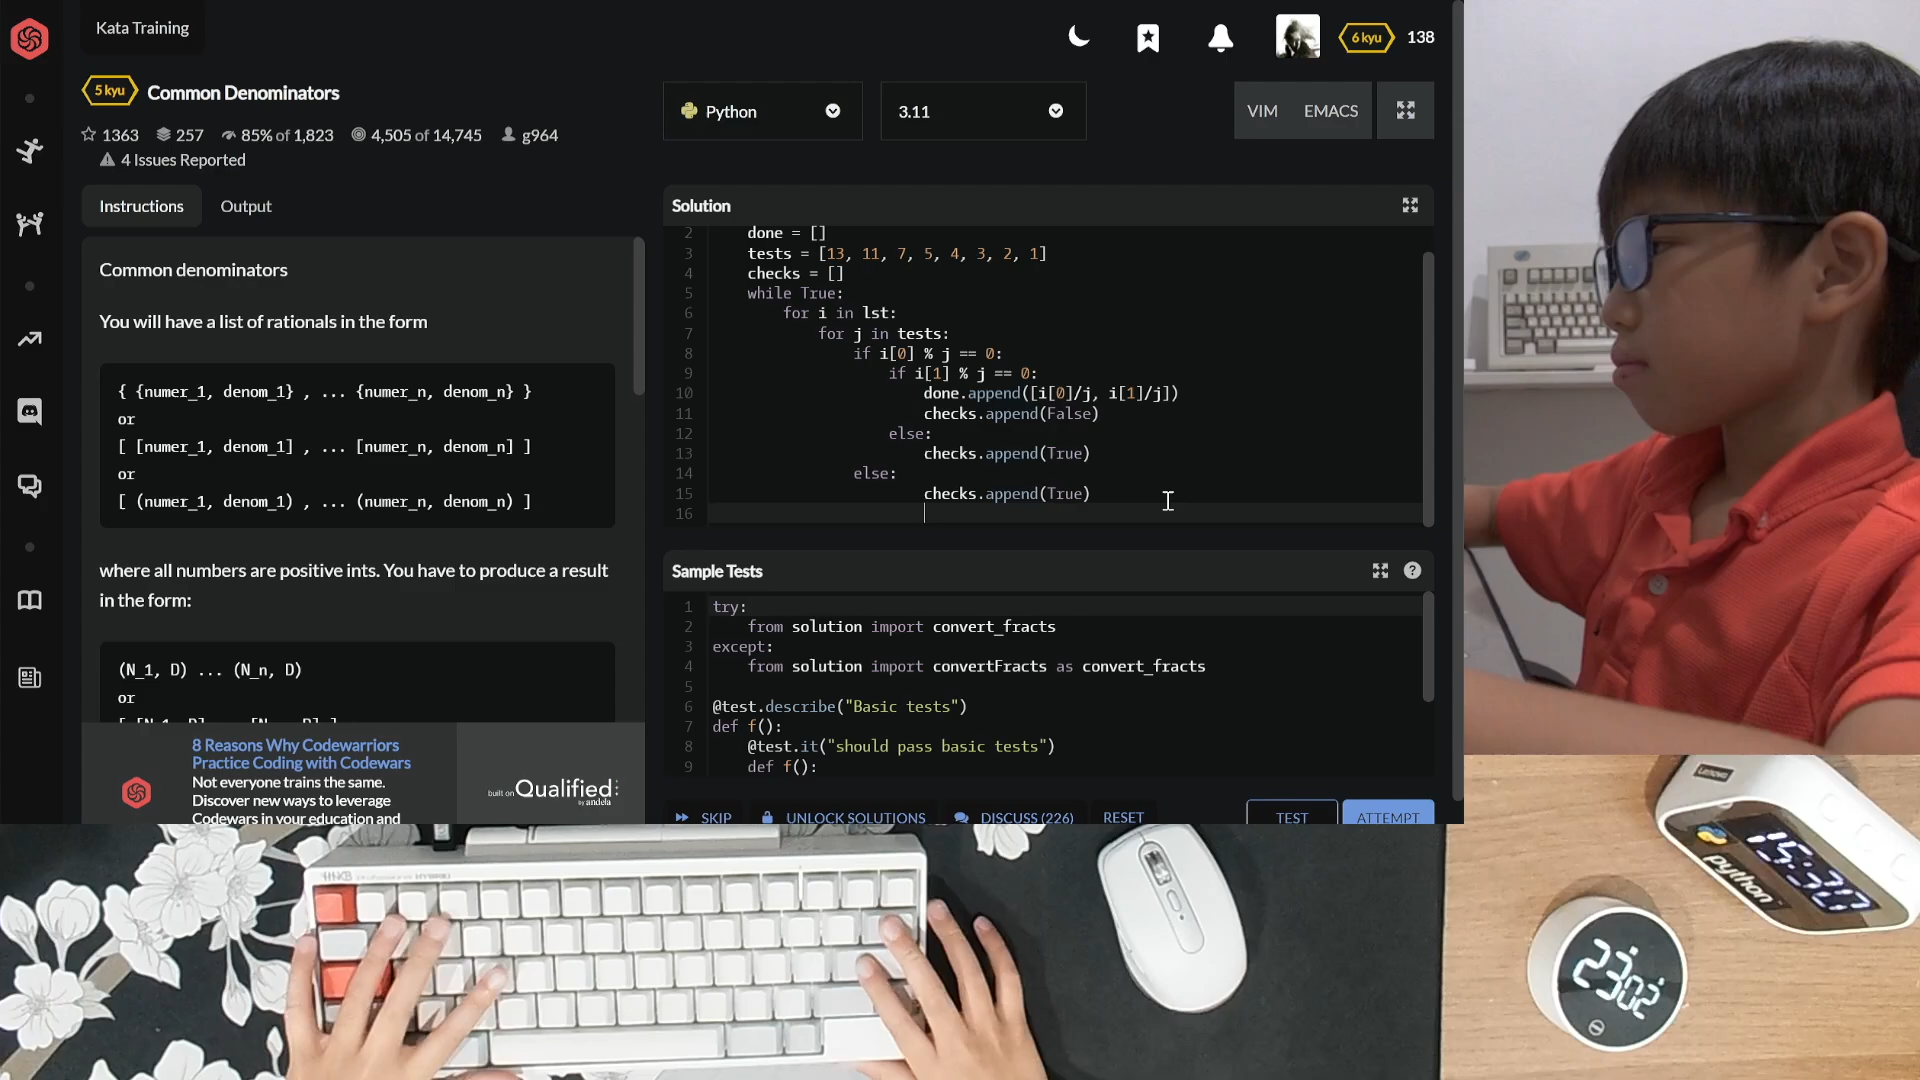 Kata Training
6 kyu
138
5 kyu
Common Denominators
1363
257
85% of 1,823
4,505 of 14,745
g964
4 Issues Reported
Python
3.11
VIM
EMACS
Instructions
Output
Common denominators
You will have a list of rationals in the form
{ {numer_1, denom_1} , ... {numer_n, denom_n} }
or
[ [numer_1, denom_1] , ... [numer_n, denom_n] ]
or
[ (numer_1, denom_1) , ... (numer_n, denom_n) ]
where all numbers are positive ints. You have to produce a result
in the form:
(N_1, D) ... (N_n, D)
or
8 Reasons Why Codewarriors
Practice Coding with Codewars
Not everyone trains the same.
Discover new ways to leverage
Codewars in your education and
built on Qualified
by andela
Solution
2 done = []
3 tests = [13, 11, 7, 5, 4, 3, 2, 1]
4 checks = []
5 while True:
6 for i in lst:
7 for j in tests:
8 if i[0] % j == 0:
9 if i[1] % j == 0:
10 done.append([i[0]/j, i[1]/j])
11 checks.append(False)
12 else:
13 checks.append(True)
14 else:
15 checks.append(True)
16
Sample Tests
?
1 try:
2 from solution import convert_fracts
3 except:
4 from solution import convertFracts as convert_fracts
5
6 @test.describe("Basic tests")
7 def f():
8 @test.it("should pass basic tests")
9 def f():
SKIP
UNLOCK SOLUTIONS
DISCUSS (226)
RESET
TEST
ATTEMPT
Lenovo
python
15:30
23:02